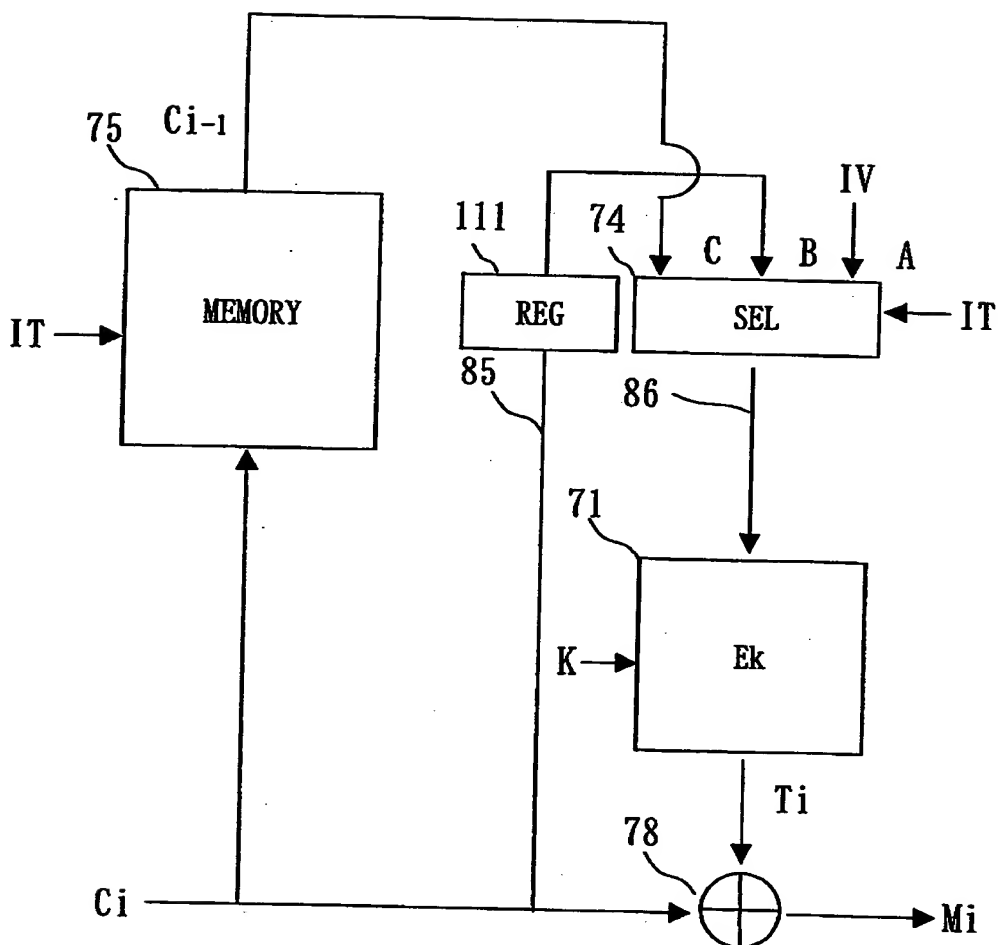 Ci-1
75
IV
111
74
C
B
A
MEMORY
REG
SEL
IT
IT
85
86
71
K
Ek
Ti
78
Ci
Mi